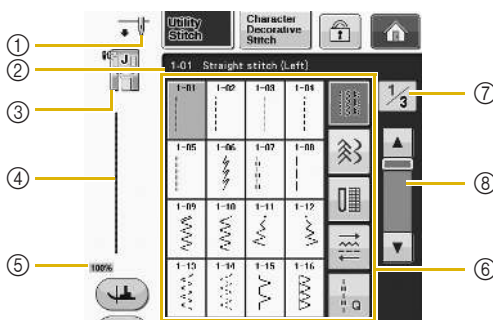 Utility Stitch
Character Decorative Stitch
①
②
1-01 Straight stitch (Left)
J
③
1-01 1-02 1-03 1-04
1/3
⑦
1-05 1-06 1-07 1-08
④
⑧
1-09 1-10 1-11 1-12
⑤
100%
1-13 1-14 1-15 1-16
⑥
Q